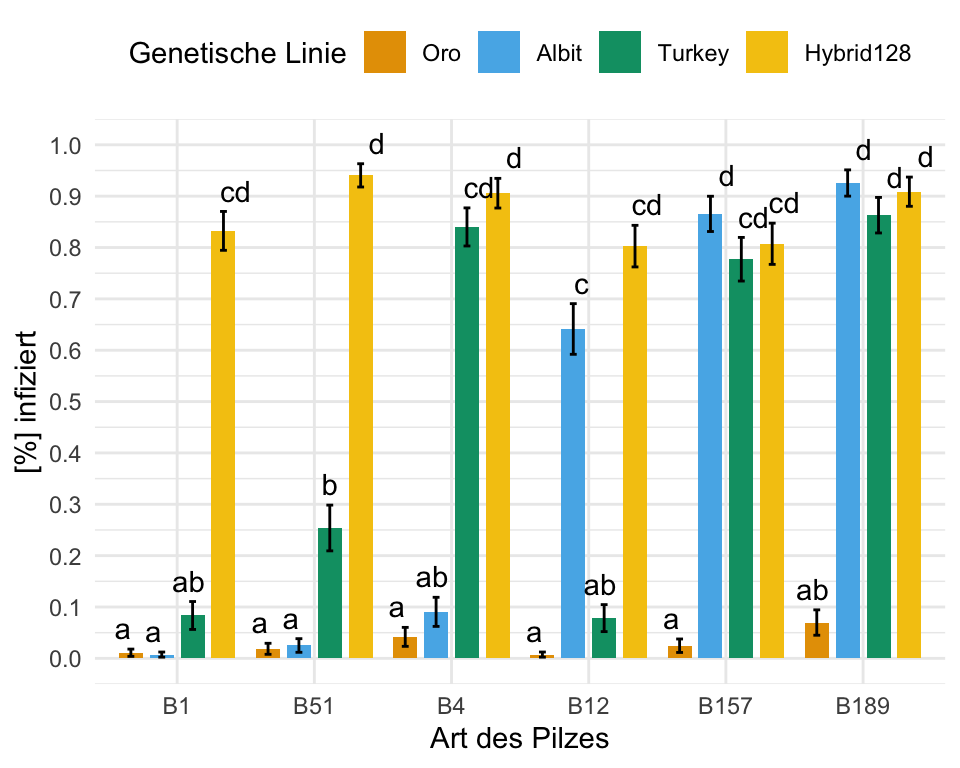 Genetische Linie Oro Albit Turkey Hybrid128
[%] infiziert
1.0
0.9
0.8
0.7
0.6
0.5
0.4
0.3
0.2
0.1
0.0
a a ab cd
a a b d
a ab cd d
a c ab cd
a d cd cd
ab d d d
B1 B51 B4 B12 B157 B189
Art des Pilzes